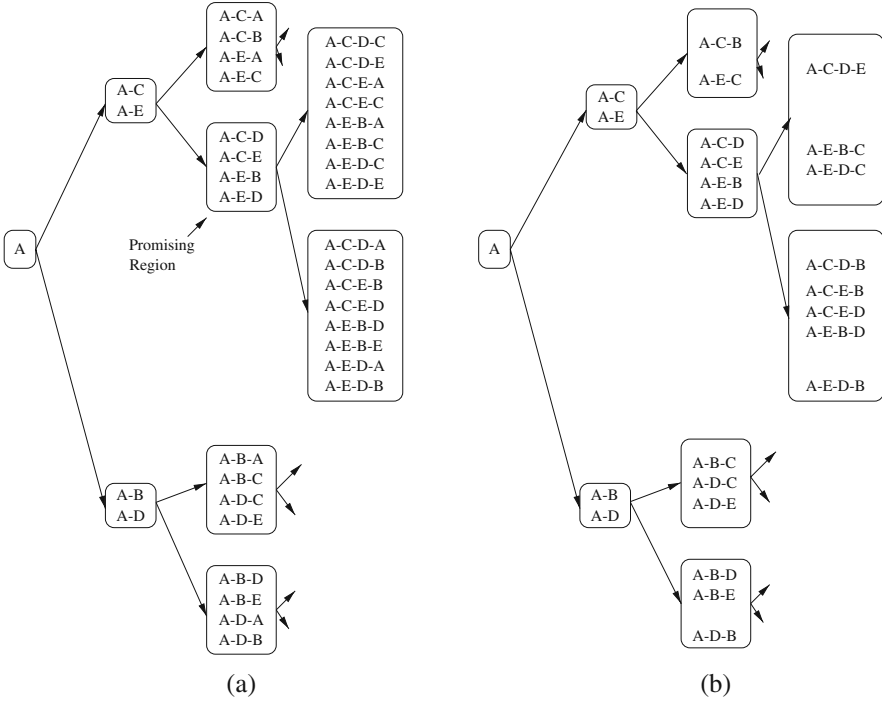 A
A-C
A-E
A-C-A
A-C-B
A-E-A
A-E-C
A-C-D
A-C-E
A-E-B
A-E-D
A-C-D-C
A-C-D-E
A-C-E-A
A-C-E-C
A-E-B-A
A-E-B-C
A-E-D-C
A-E-D-E
A-C-D-A
A-C-D-B
A-C-E-B
A-C-E-D
A-E-B-D
A-E-B-E
A-E-D-A
A-E-D-B
Promising
Region
A-B
A-D
A-B-A
A-B-C
A-D-C
A-D-E
A-B-D
A-B-E
A-D-A
A-D-B
(a)
A
A-C
A-E
A-C-B
A-E-C
A-C-D
A-C-E
A-E-B
A-E-D
A-C-D-E
A-E-B-C
A-E-D-C
A-C-D-B
A-C-E-B
A-C-E-D
A-E-B-D
A-E-D-B
A-B
A-D
A-B-C
A-D-C
A-D-E
A-B-D
A-B-E
A-D-B
(b)